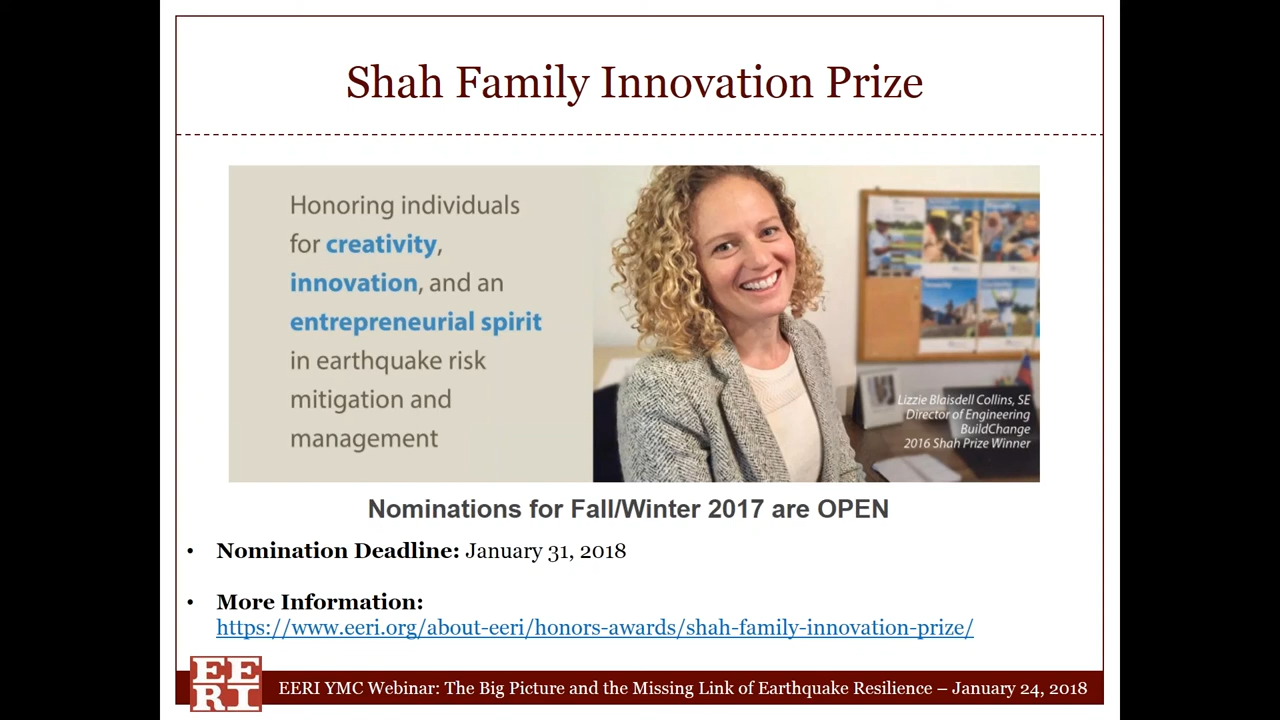 Shah Family Innovation Prize
Honoring individuals
for creativity,
innovation, and an
entrepreneurial spirit
in earthquake risk
mitigation and
management
Lizzie Blaisdell Collins, SE
Director of Engineering
BuildChange
2016 Shah Prize Winner
Nominations for Fall/Winter 2017 are OPEN
• Nomination Deadline: January 31, 2018
• More Information:
https://www.eeri.org/about-eeri/honors-awards/shah-family-innovation-prize/
EE
RI
EERI YMC Webinar: The Big Picture and the Missing Link of Earthquake Resilience – January 24, 2018